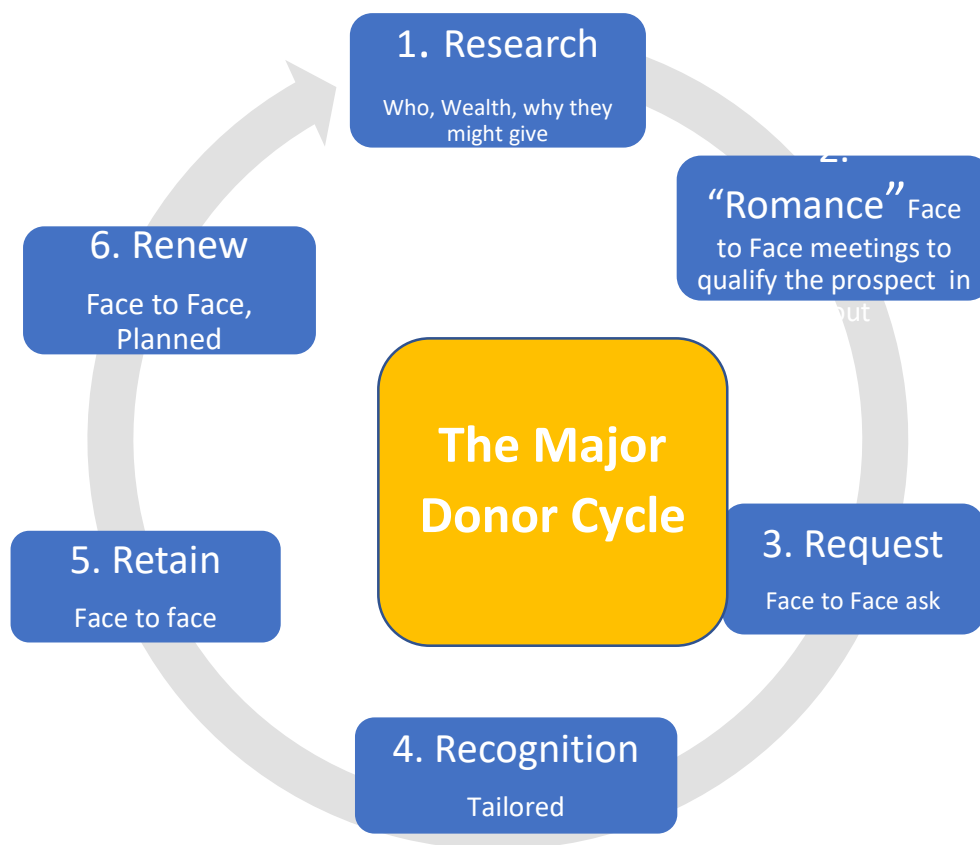 1. Research
Who, Wealth, why they
might give
2.
“Romance” Face
to Face meetings to
qualify the prospect in
out
6. Renew
Face to Face,
Planned
The Major
Donor Cycle
3. Request
Face to Face ask
5. Retain
Face to face
4. Recognition
Tailored